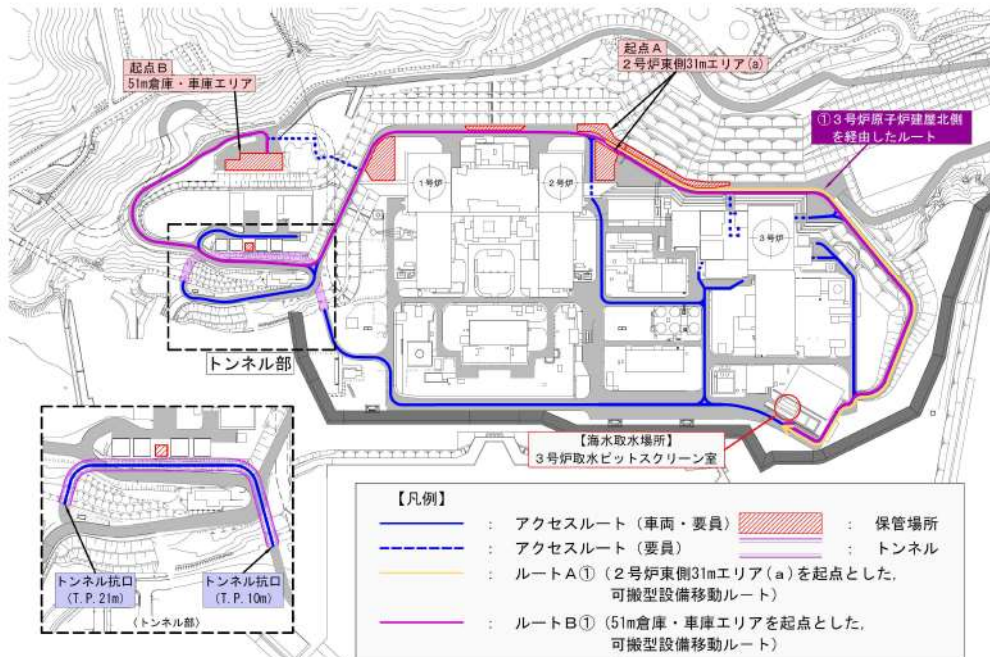 起点B
51m倉庫・車庫エリア
起点A
2号炉東側31mエリア(a)
①3号炉原子炉建屋北側
を経由したルート
1号炉
2号炉
3号炉
トンネル部
【海水取水場所】
3号炉取水ピットスクリーン室
トンネル抗口
(T.P.21m)
トンネル抗口
(T.P.10m)
(トンネル部)
【凡例】
: アクセスルート(車両・要員)
: 保管場所
: アクセスルート(要員)
: トンネル
: ルートA①(2号炉東側31mエリア(a)を起点とした,
可搬型設備移動ルート)
: ルートB①(51m倉庫・車庫エリアを起点とした,
可搬型設備移動ルート)